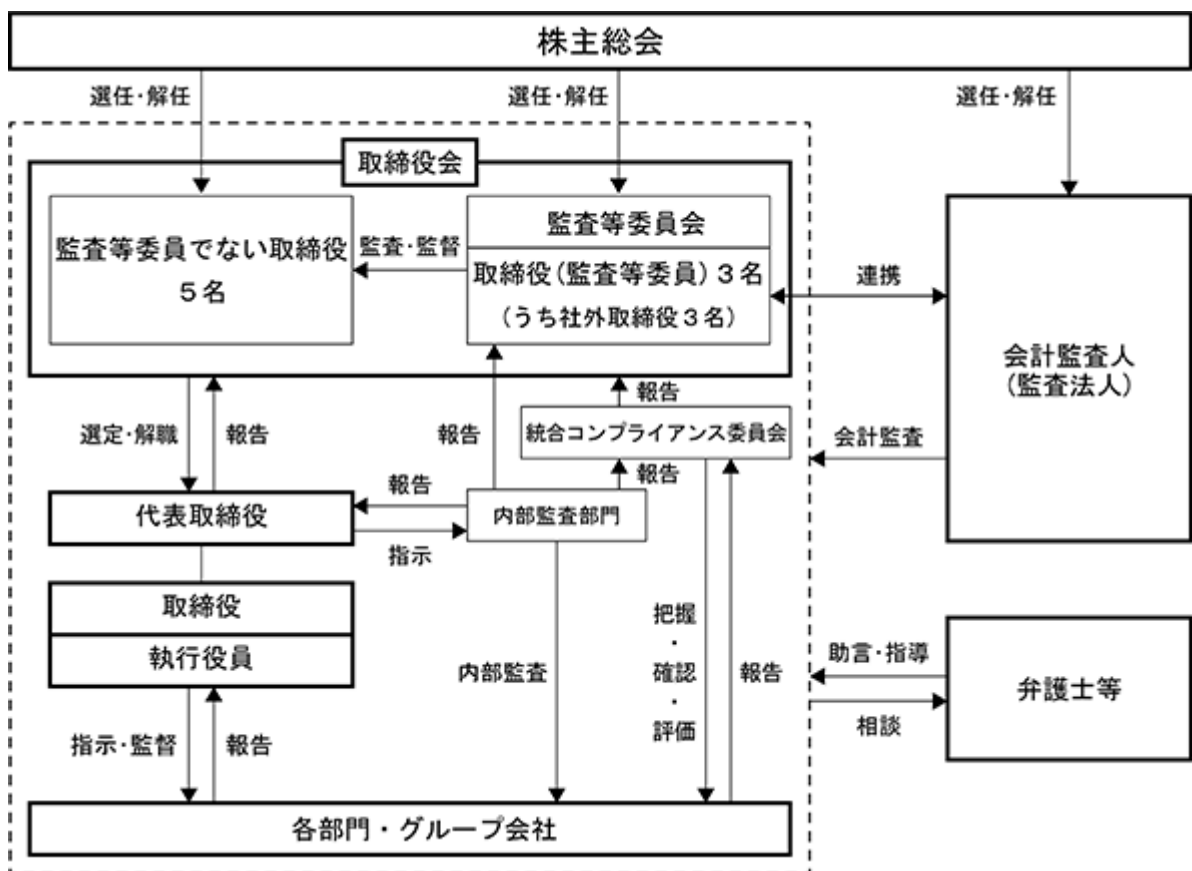 株主総会
選任・解任
選任・解任
選任・解任
取締役会
監査等委員でない取締役
５名
監査・監督
監査等委員会
取締役(監査等委員)３名
(うち社外取締役３名)
連携
会計監査人
(監査法人)
選定・解職
報告
報告
報告
統合コンプライアンス委員会
会計監査
報告
報告
代表取締役
内部監査部門
指示
取締役
執行役員
内部監査
把握
・
確認
・
評価
報告
助言・指導
弁護士等
相談
指示・監督
報告
各部門・グループ会社